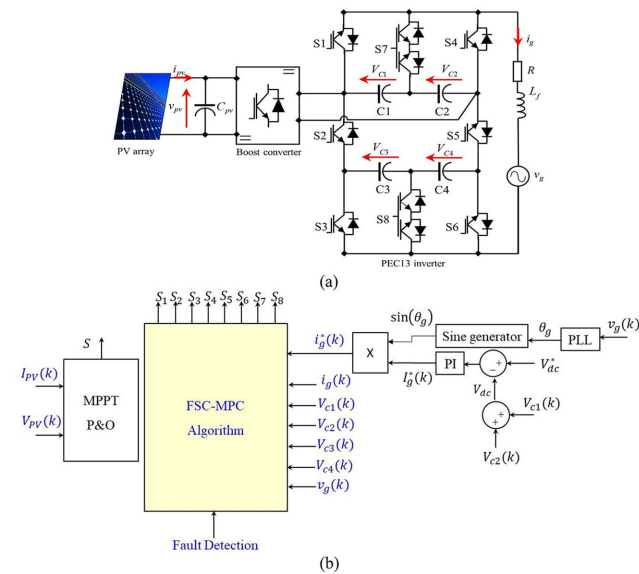 S1
S7
S4
i_g
i_pv
V_C1
V_C2
R
L_f
v_pv
C_pv
C1
C2
S2
S5
PV array
Boost converter
V_C3
V_C4
v_g
C3
C4
S3
S8
S6
PEC13 inverter
(a)
S_1 S_2 S_3 S_4 S_5 S_6 S_7 S_8
sin(θ_g)
S
i_g^*(k)
X
Sine generator
θ_g
PLL
v_g(k)
I_PV(k)
MPPT
P&O
V_PV(k)
FSC-MPC
Algorithm
I_g^*(k)
PI
+
−
V_dc^*
i_g(k)
V_dc
V_c1(k)
+
+
V_c1(k)
V_c2(k)
V_c3(k)
V_c2(k)
V_c4(k)
v_g(k)
Fault Detection
(b)